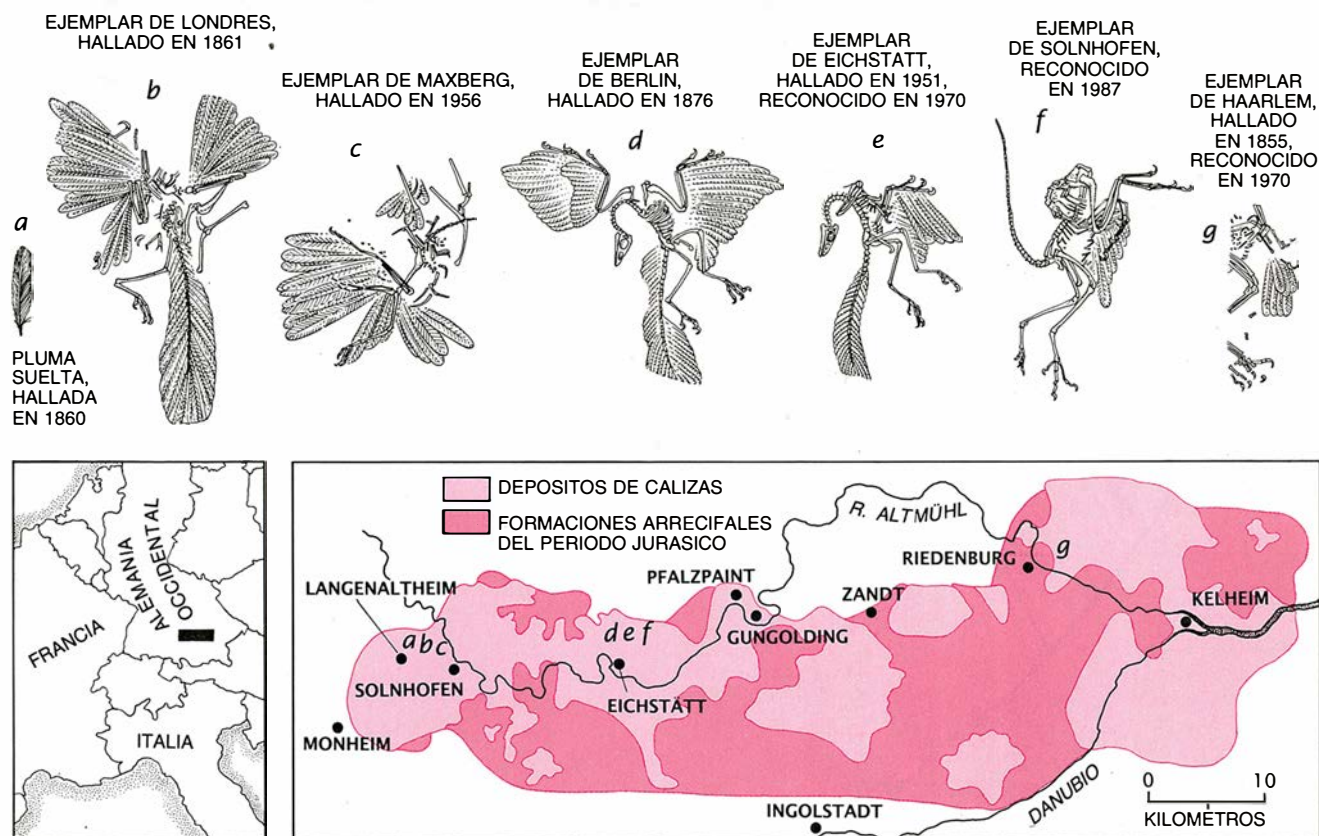 EJEMPLAR DE LONDRES,
HALLADO EN 1861
b
EJEMPLAR DE MAXBERG,
HALLADO EN 1956
c
EJEMPLAR
DE BERLIN,
HALLADO EN 1876
d
EJEMPLAR
DE EICHSTATT,
HALLADO EN 1951,
RECONOCIDO EN 1970
e
EJEMPLAR
DE SOLNHOFEN,
RECONOCIDO
EN 1987
f
EJEMPLAR
DE HAARLEM,
HALLADO
EN 1855,
RECONOCIDO
EN 1970
g
a
PLUMA
SUELTA,
HALLADA
EN 1860
FRANCIA
ALEMANIA
OCCIDENTAL
ITALIA
DEPOSITOS DE CALIZAS
FORMACIONES ARRECIFALES
DEL PERIODO JURASICO
R. ALTMÜHL
RIEDENBURG
g
LANGENALTHEIM
PFALZPAINT
ZANDT
KELHEIM
a b c
d e f
GUNGOLDING
SOLNHOFEN
EICHSTÄTT
MONHEIM
INGOLSTADT
DANUBIO
0 10
KILOMETROS